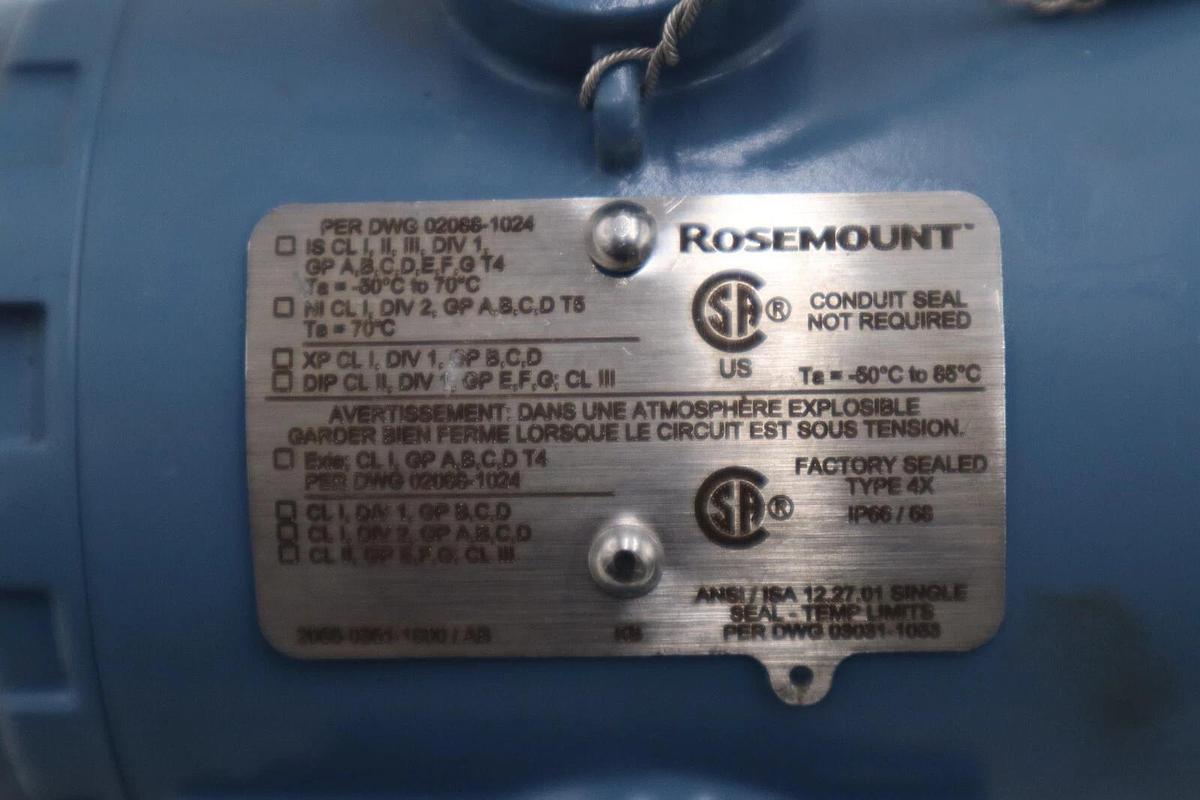 PER DWG 02088-1024
IS CL I, II, III, DIV 1,
GP A,B,C,D,E,F,G T4
Ta = -50°C to 70°C
NI CL I, DIV 2, GP A,B,C,D T5
Ta = 70°C
XP CL I, DIV 1, GP B,C,D
DIP CL II, DIV 1, GP E,F,G; CL III
ROSEMOUNT™
CSA ®
US
CONDUIT SEAL
NOT REQUIRED
Ta = -50°C to 85°C
AVERTISSEMENT: DANS UNE ATMOSPHÈRE EXPLOSIBLE
GARDER BIEN FERME LORSQUE LE CIRCUIT EST SOUS TENSION.
Exia; CL I, GP A,B,C,D T4
PER DWG 02088-1024
CL I, DIV 1, GP B,C,D
CL I, DIV 2, GP A,B,C,D
CL II, GP E,F,G; CL III
CSA ®
FACTORY SEALED
TYPE 4X
IP66 / 68
ANSI / ISA 12.27.01 SINGLE
SEAL - TEMP LIMITS
PER DWG 03031-1053
/ AB